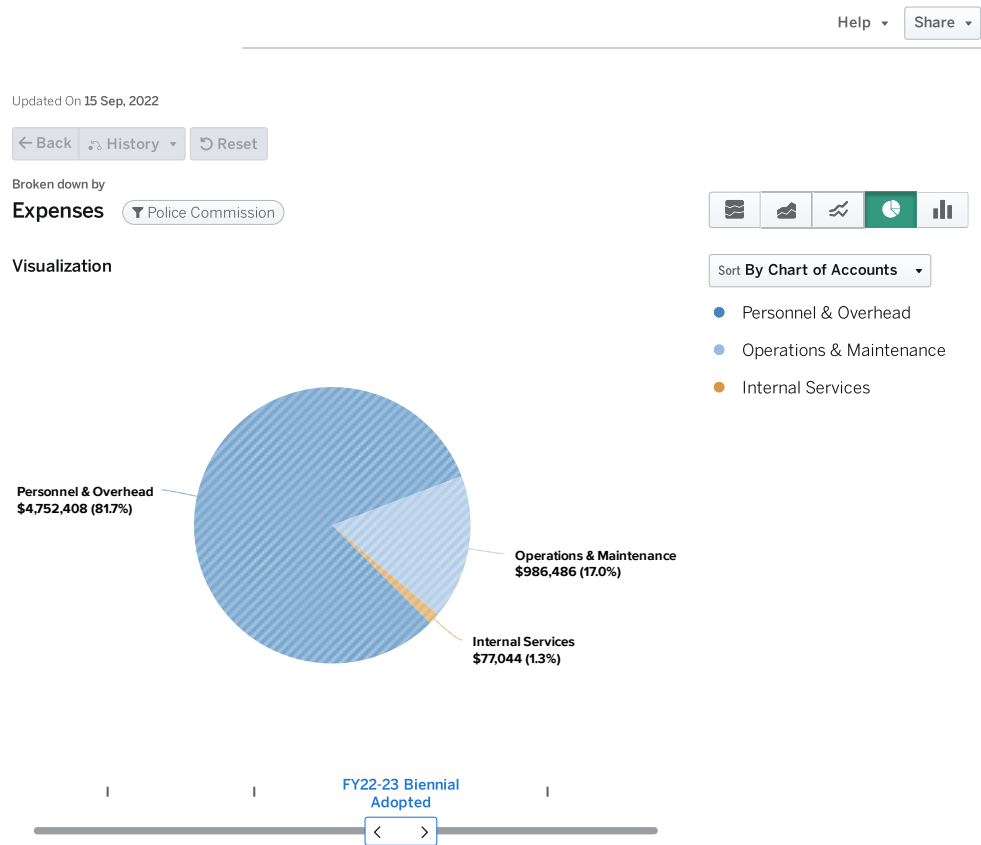 Help
Share
Updated On 15 Sep, 2022
Back
History
Reset
Broken down by
Expenses
Police Commission
Visualization
Sort By Chart of Accounts
Personnel & Overhead
Operations & Maintenance
Internal Services
Personnel & Overhead
$4,752,408 (81.7%)
Operations & Maintenance
$986,486 (17.0%)
Internal Services
$77,044 (1.3%)
FY22-23 Biennial
Adopted